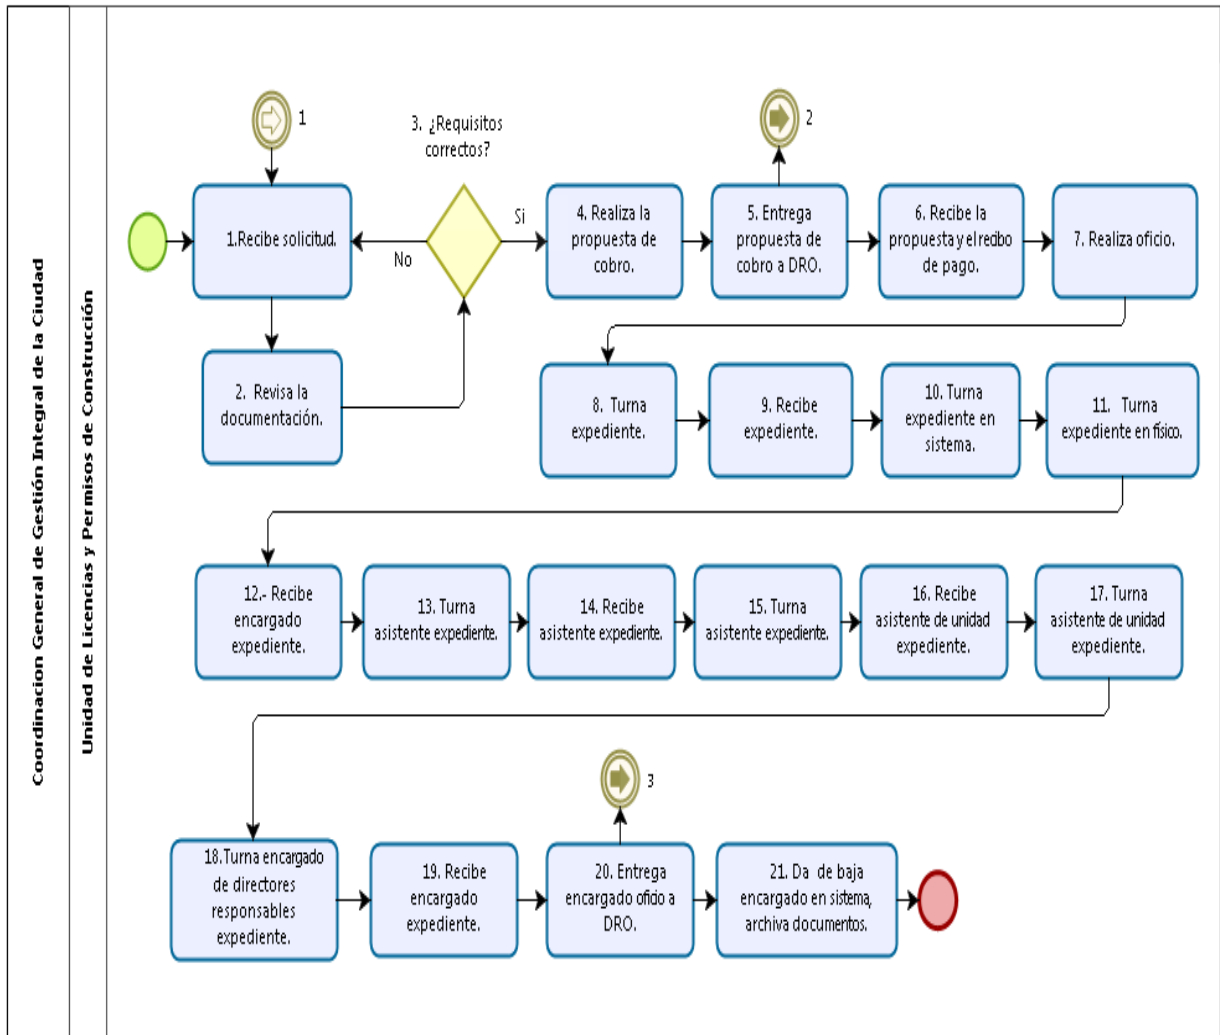 Coordinacion General de Gestión Integral de la Ciudad
Unidad de Licencias y Permisos de Construcción
1
3. ¿Requisitos
correctos?
2
1.Recibe solicitud.
No
Si
4. Realiza la
propuesta de
cobro.
5. Entrega
propuesta de
cobro a DRO.
6. Recibe la
propuesta y el recibo
de pago.
7. Realiza oficio.
2. Revisa la
documentación.
8. Turna
expediente.
9. Recibe
expediente.
10. Turna
expediente en
sistema.
11. Turna
expediente en físico.
12.- Recibe
encargado
expediente.
13. Turna
asistente expediente.
14. Recibe
asistente expediente.
15. Turna
asistente expediente.
16. Recibe
asistente de unidad
expediente.
17. Turna
asistente de unidad
expediente.
3
18.Turna encargado
de directores
responsables
expediente.
19. Recibe
encargado
expediente.
20. Entrega
encargado oficio a
DRO.
21. Da de baja
encargado en sistema,
archiva documentos.